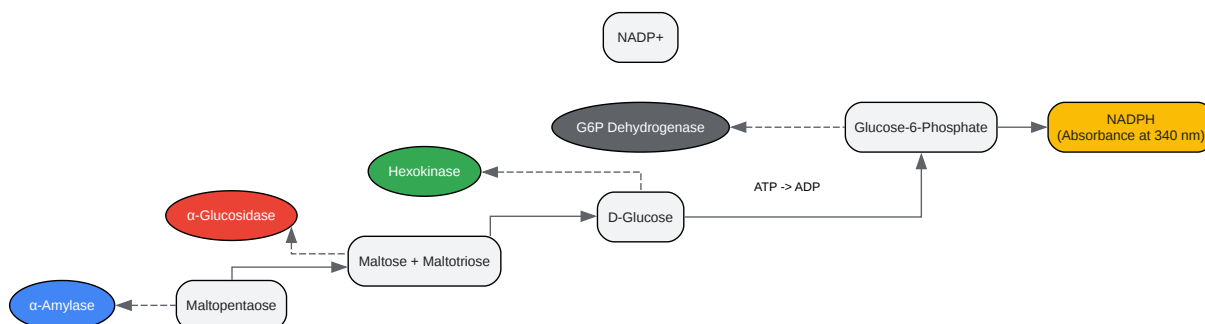 NADP+
G6P Dehydrogenase
Glucose-6-Phosphate
NADPH
(Absorbance at 340 nm)
Hexokinase
ATP -> ADP
α-Glucosidase
D-Glucose
Maltose + Maltotriose
α-Amylase
Maltopentaose